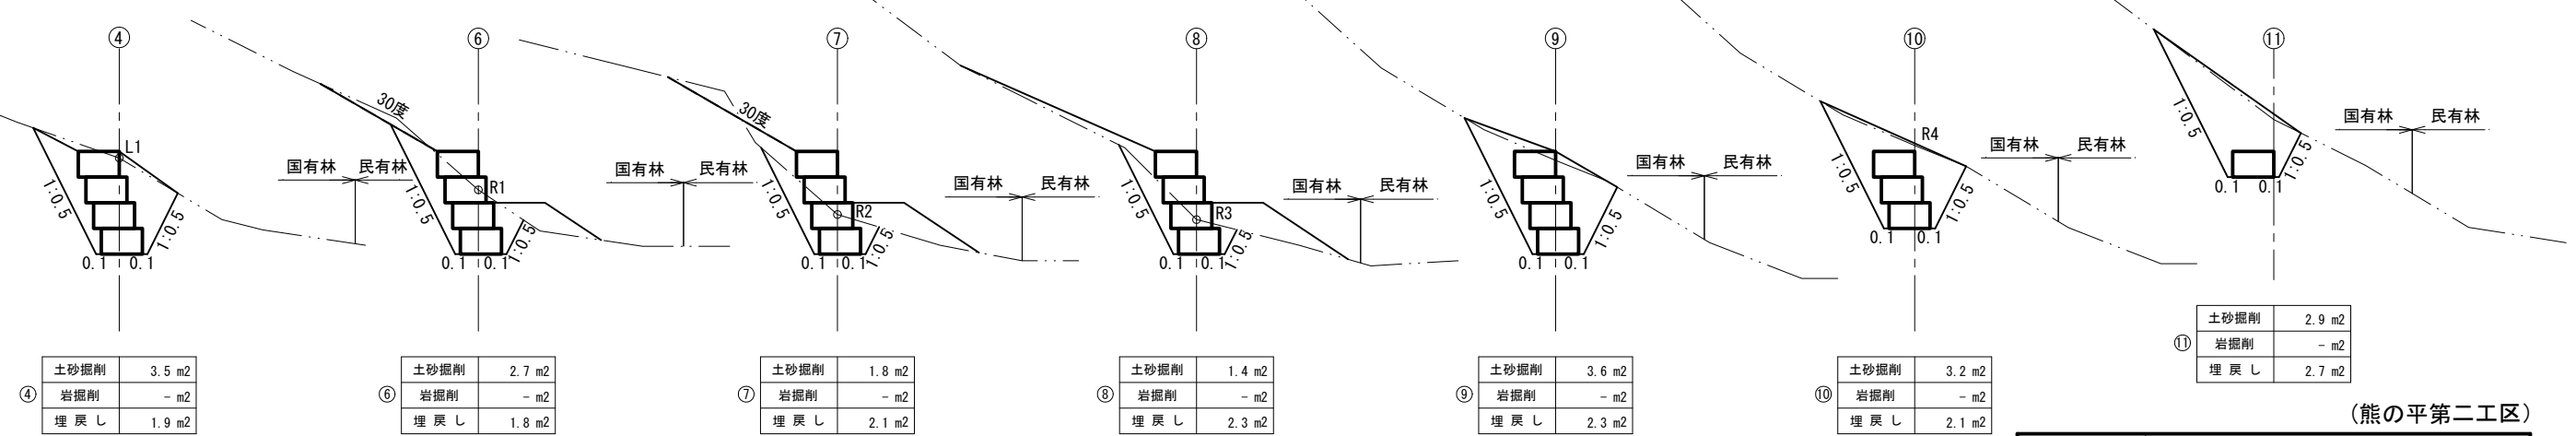 ④
L1
国有林 民有林
1:0.5
1:0.5
0.1 0.1
⑥
30度
R1
国有林 民有林
1:0.5
1:0.5
0.1 0.1
⑦
30度
R2
国有林 民有林
1:0.5
1:0.5
0.1 0.1
⑧
R3
国有林 民有林
1:0.5
1:0.5
0.1 0.1
⑨
国有林 民有林
1:0.5
1:0.5
0.1 0.1
⑩
R4
国有林 民有林
1:0.5
1:0.5
0.1 0.1
⑪
国有林 民有林
1:0.5
1:0.5
0.1 0.1
④
土砂掘削 3.5 m2
岩掘削 - m2
埋戻し 1.9 m2
⑥
土砂掘削 2.7 m2
岩掘削 - m2
埋戻し 1.8 m2
⑦
土砂掘削 1.8 m2
岩掘削 - m2
埋戻し 2.1 m2
⑧
土砂掘削 1.4 m2
岩掘削 - m2
埋戻し 2.3 m2
⑨
土砂掘削 3.6 m2
岩掘削 - m2
埋戻し 2.3 m2
⑩
土砂掘削 3.2 m2
岩掘削 - m2
埋戻し 2.1 m2
⑪
土砂掘削 2.9 m2
岩掘削 - m2
埋戻し 2.7 m2
(熊の平第二工区)